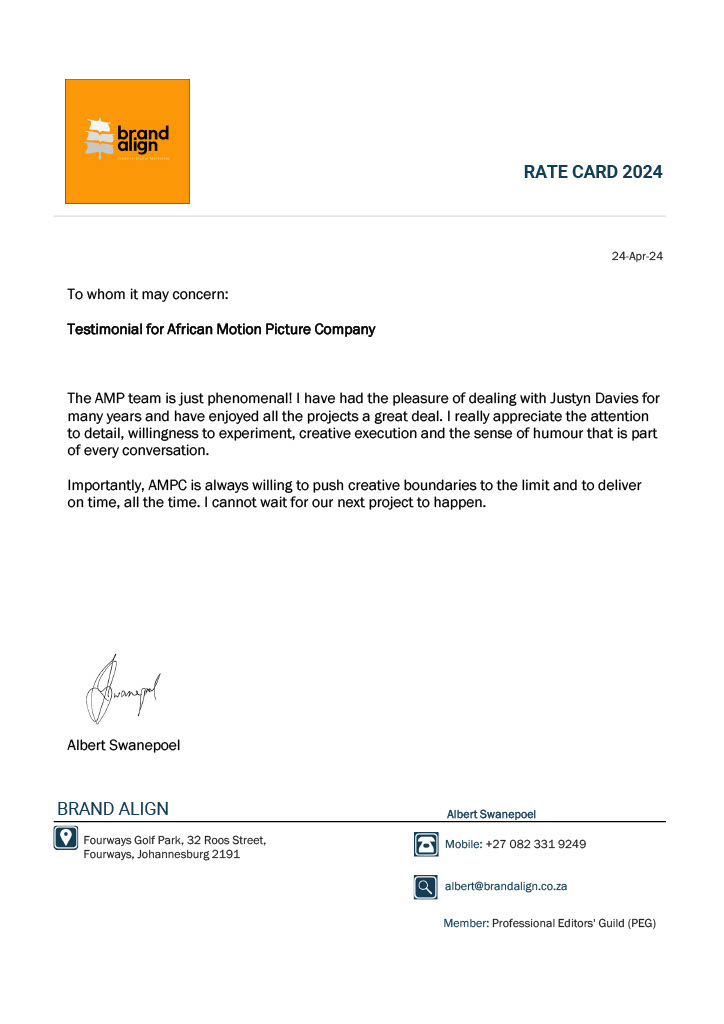 brand
align
RATE CARD 2024
24-Apr-24
To whom it may concern:
Testimonial for African Motion Picture Company
The AMP team is just phenomenal! I have had the pleasure of dealing with Justyn Davies for
many years and have enjoyed all the projects a great deal. I really appreciate the attention
to detail, willingness to experiment, creative execution and the sense of humour that is part
of every conversation.
Importantly, AMPC is always willing to push creative boundaries to the limit and to deliver
on time, all the time. I cannot wait for our next project to happen.
Swanepoel
Albert Swanepoel
BRAND ALIGN
Albert Swanepoel
Fourways Golf Park, 32 Roos Street,
Fourways, Johannesburg 2191
Mobile: +27 082 331 9249
albert@brandalign.co.za
Member: Professional Editors' Guild (PEG)